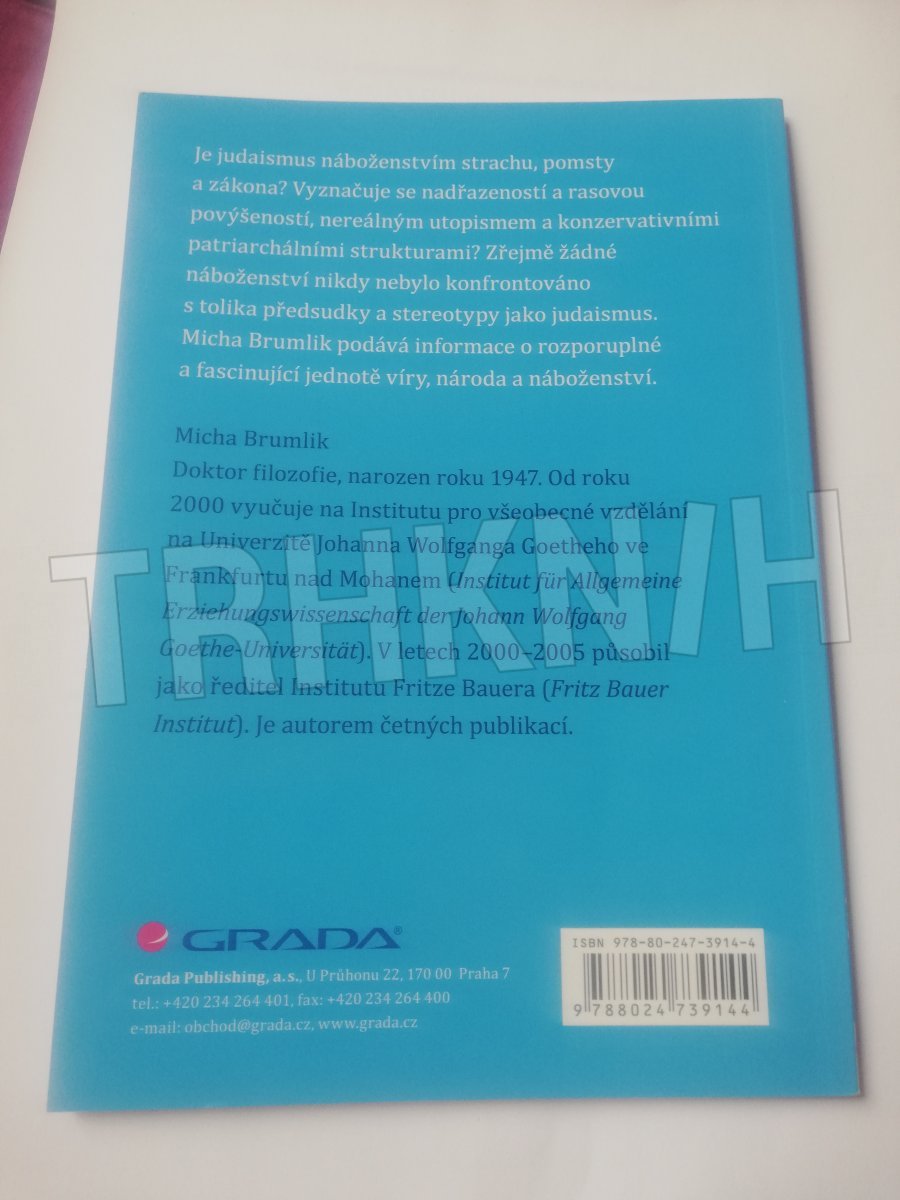 Je judaismus náboženstvím strachu, pomsty
a zákona? Vyznačuje se nadřazeností a rasovou
povýšeností, nereálným utopismem a konzervativními
patriarchálními strukturami? Zřejmě žádné
náboženství nikdy nebylo konfrontováno
s tolika předsudky a stereotypy jako judaismus.
Micha Brumlik podává informace o rozporuplné
a fascinující jednotě víry, národa a náboženství.
Micha Brumlik
Doktor filozofie, narozen roku 1947. Od roku
2000 vyučuje na Institutu pro všeobecné vzdělání
na Univerzitě Johanna Wolfganga Goetheho ve
Frankfurtu nad Mohanem (Institut für Allgemeine
Erziehungswissenschaft der Johann Wolfgang
Goethe-Universität). V letech 2000–2005 působil
jako ředitel Institutu Fritze Bauera (Fritz Bauer
Institut). Je autorem četných publikací.
TRHKNIH
GRADA®
Grada Publishing, a.s., U Průhonu 22, 170 00 Praha 7
tel.: +420 234 264 401, fax: +420 234 264 400
e-mail: obchod@grada.cz, www.grada.cz
ISBN 978-80-247-3914-4
9 788024 739144